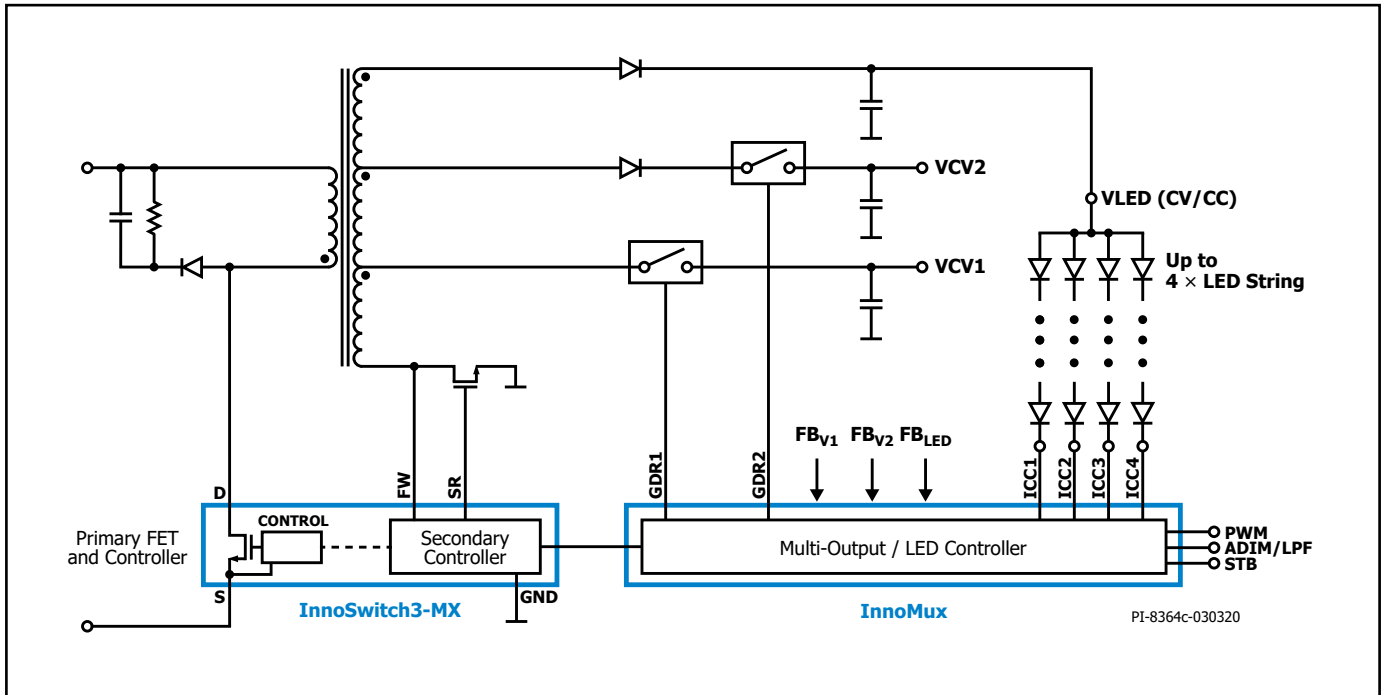 VCV2
VLED (CV/CC)
VCV1
Up to
4 × LED String
FBV1
FBV2
FBLED
D
FW
SR
GDR1
GDR2
ICC1
ICC2
ICC3
ICC4
Primary FET
and Controller
CONTROL
Secondary
Controller
Multi-Output / LED Controller
PWM
ADIM/LPF
STB
S
GND
InnoSwitch3-MX
InnoMux
PI-8364c-030320